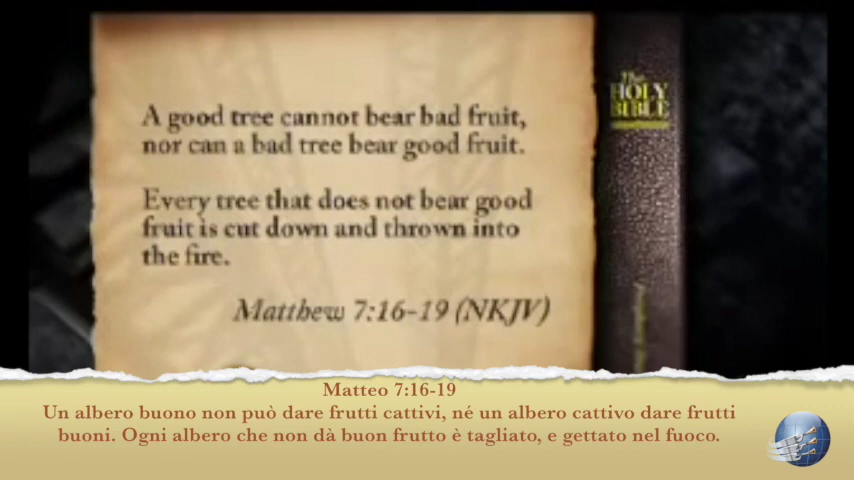 A good tree cannot bear bad fruit,
nor can a bad tree bear good fruit.
Every tree that does not bear good
fruit is cut down and thrown into
the fire.
Matthew 7:16-19 (NKJV)
The
HOLY
BIBLE
Matteo 7:16-19
Un albero buono non può dare frutti cattivi, né un albero cattivo dare frutti
buoni. Ogni albero che non dà buon frutto è tagliato, e gettato nel fuoco.